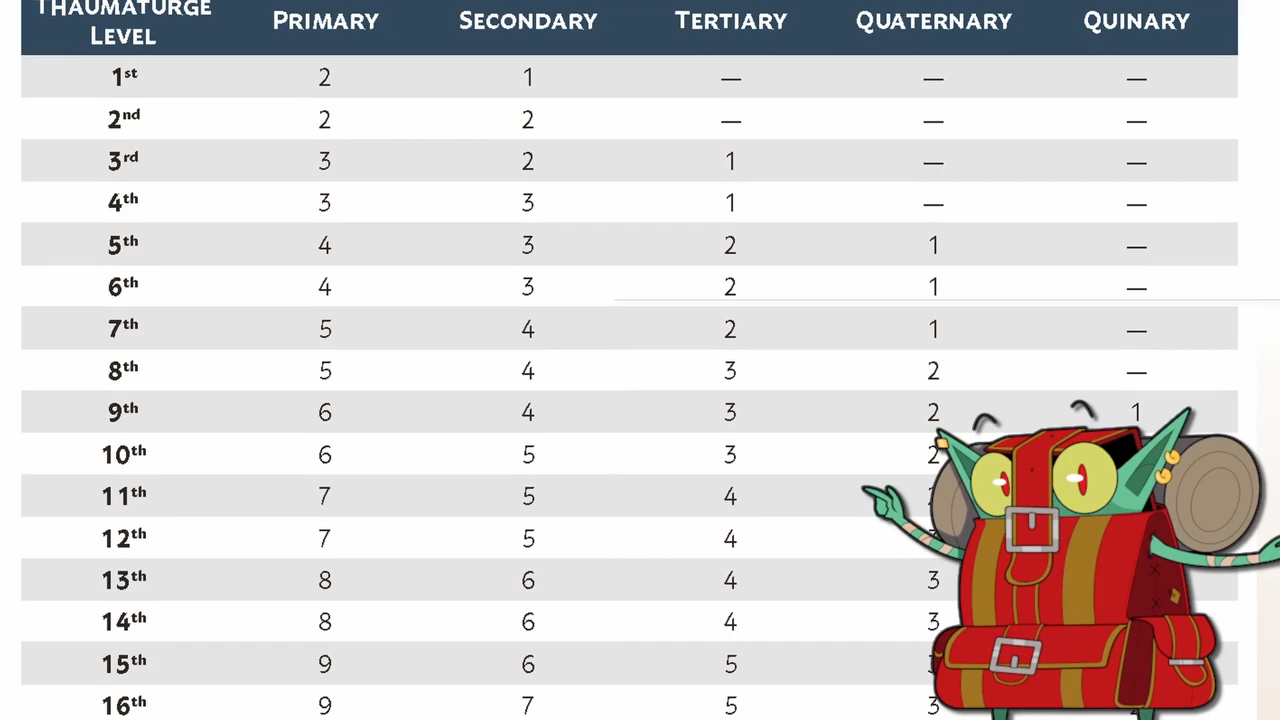 THAUMATURGE LEVEL PRIMARY SECONDARY TERTIARY QUATERNARY QUINARY
1st 2 1 — — —
2nd 2 2 — — —
3rd 3 2 1 — —
4th 3 3 1 — —
5th 4 3 2 1 —
6th 4 3 2 1 —
7th 5 4 2 1 —
8th 5 4 3 2 —
9th 6 4 3 2 1
10th 6 5 3 2
11th 7 5 4
12th 7 5 4
13th 8 6 4 3
14th 8 6 4 3
15th 9 6 5
16th 9 7 5 3